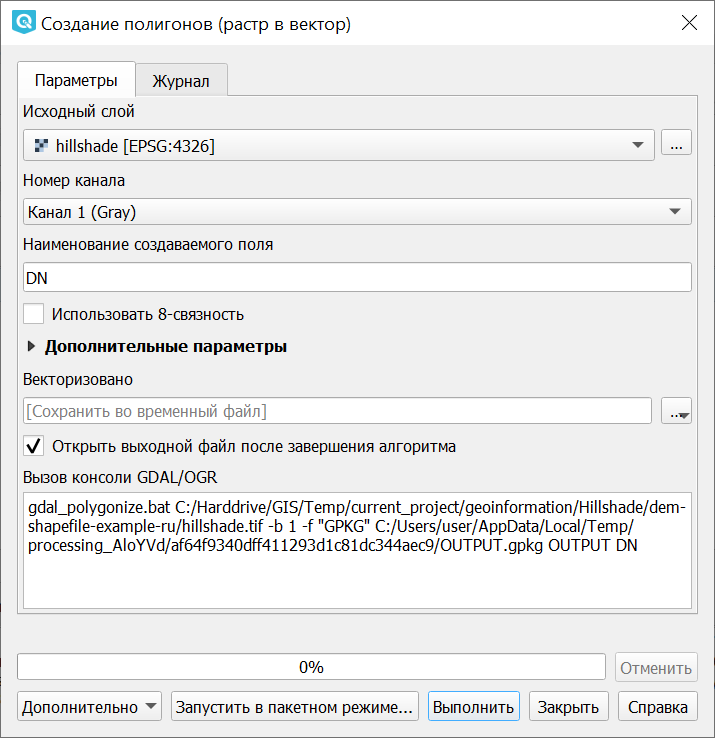 Создание полигонов (растр в вектор)
Параметры
Журнал
Исходный слой
hillshade [EPSG:4326]
...
Номер канала
Канал 1 (Gray)
Наименование создаваемого поля
DN
Использовать 8-связность
Дополнительные параметры
Векторизовано
[Сохранить во временный файл]
...
Открыть выходной файл после завершения алгоритма
Вызов консоли GDAL/OGR
gdal_polygonize.bat C:/Harddrive/GIS/Temp/current_project/geoinformation/Hillshade/dem-
shapefile-example-ru/hillshade.tif -b 1 -f "GPKG" C:/Users/user/AppData/Local/Temp/
processing_AloYVd/af64f9340dff411293d1c81dc344aec9/OUTPUT.gpkg OUTPUT DN
0%
Отменить
Дополнительно
Запустить в пакетном режиме...
Выполнить
Закрыть
Справка